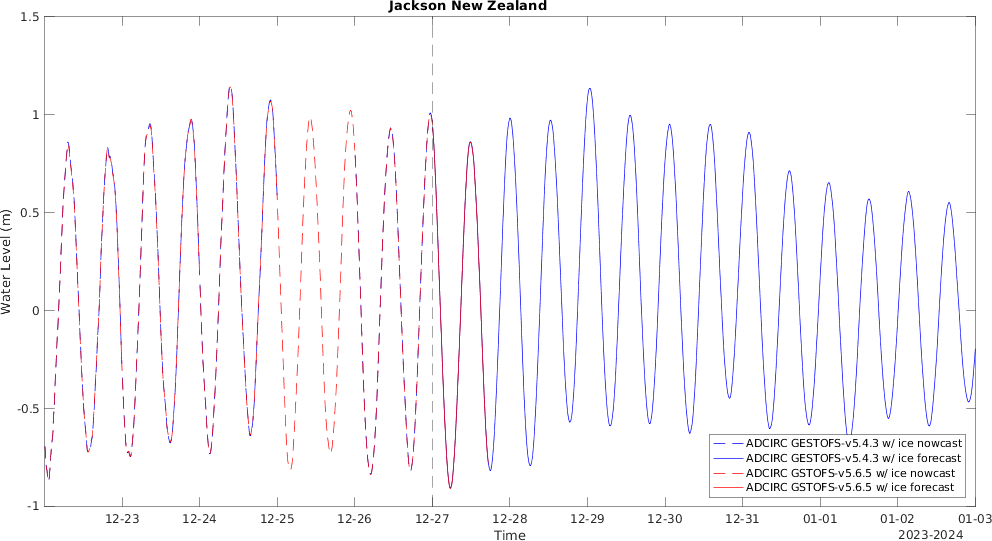 Jackson New Zealand
1.5
1
0.5
0
-0.5
-1
Water Level (m)
12-23
12-24
12-25
12-26
12-27
12-28
12-29
12-30
12-31
01-01
01-02
01-03
Time
2023-2024
ADCIRC GESTOFS-v5.4.3 w/ ice nowcast
ADCIRC GESTOFS-v5.4.3 w/ ice forecast
ADCIRC GSTOFS-v5.6.5 w/ ice nowcast
ADCIRC GSTOFS-v5.6.5 w/ ice forecast